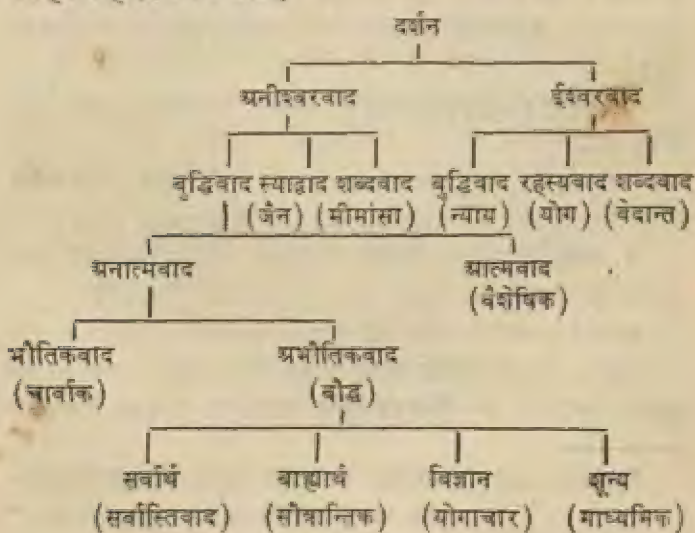 दर्शन
अनीश्वरवाद ईश्वरवाद
बुद्धिवाद स्याद्वाद शब्दवाद बुद्धिवाद रहस्यवाद शब्दवाद
(जैन) (मीमांसा) (न्याय) (योग) (वेदान्त)
अनात्मवाद आत्मवाद
(वैशेषिक)
भौतिकवाद अभौतिकवाद
(चार्वाक) (बौद्ध)
सर्वार्थ बाह्यार्थ विज्ञान शून्य
(सर्वास्तिवाद) (सौत्रान्तिक) (योगाचार) (माध्यमिक)